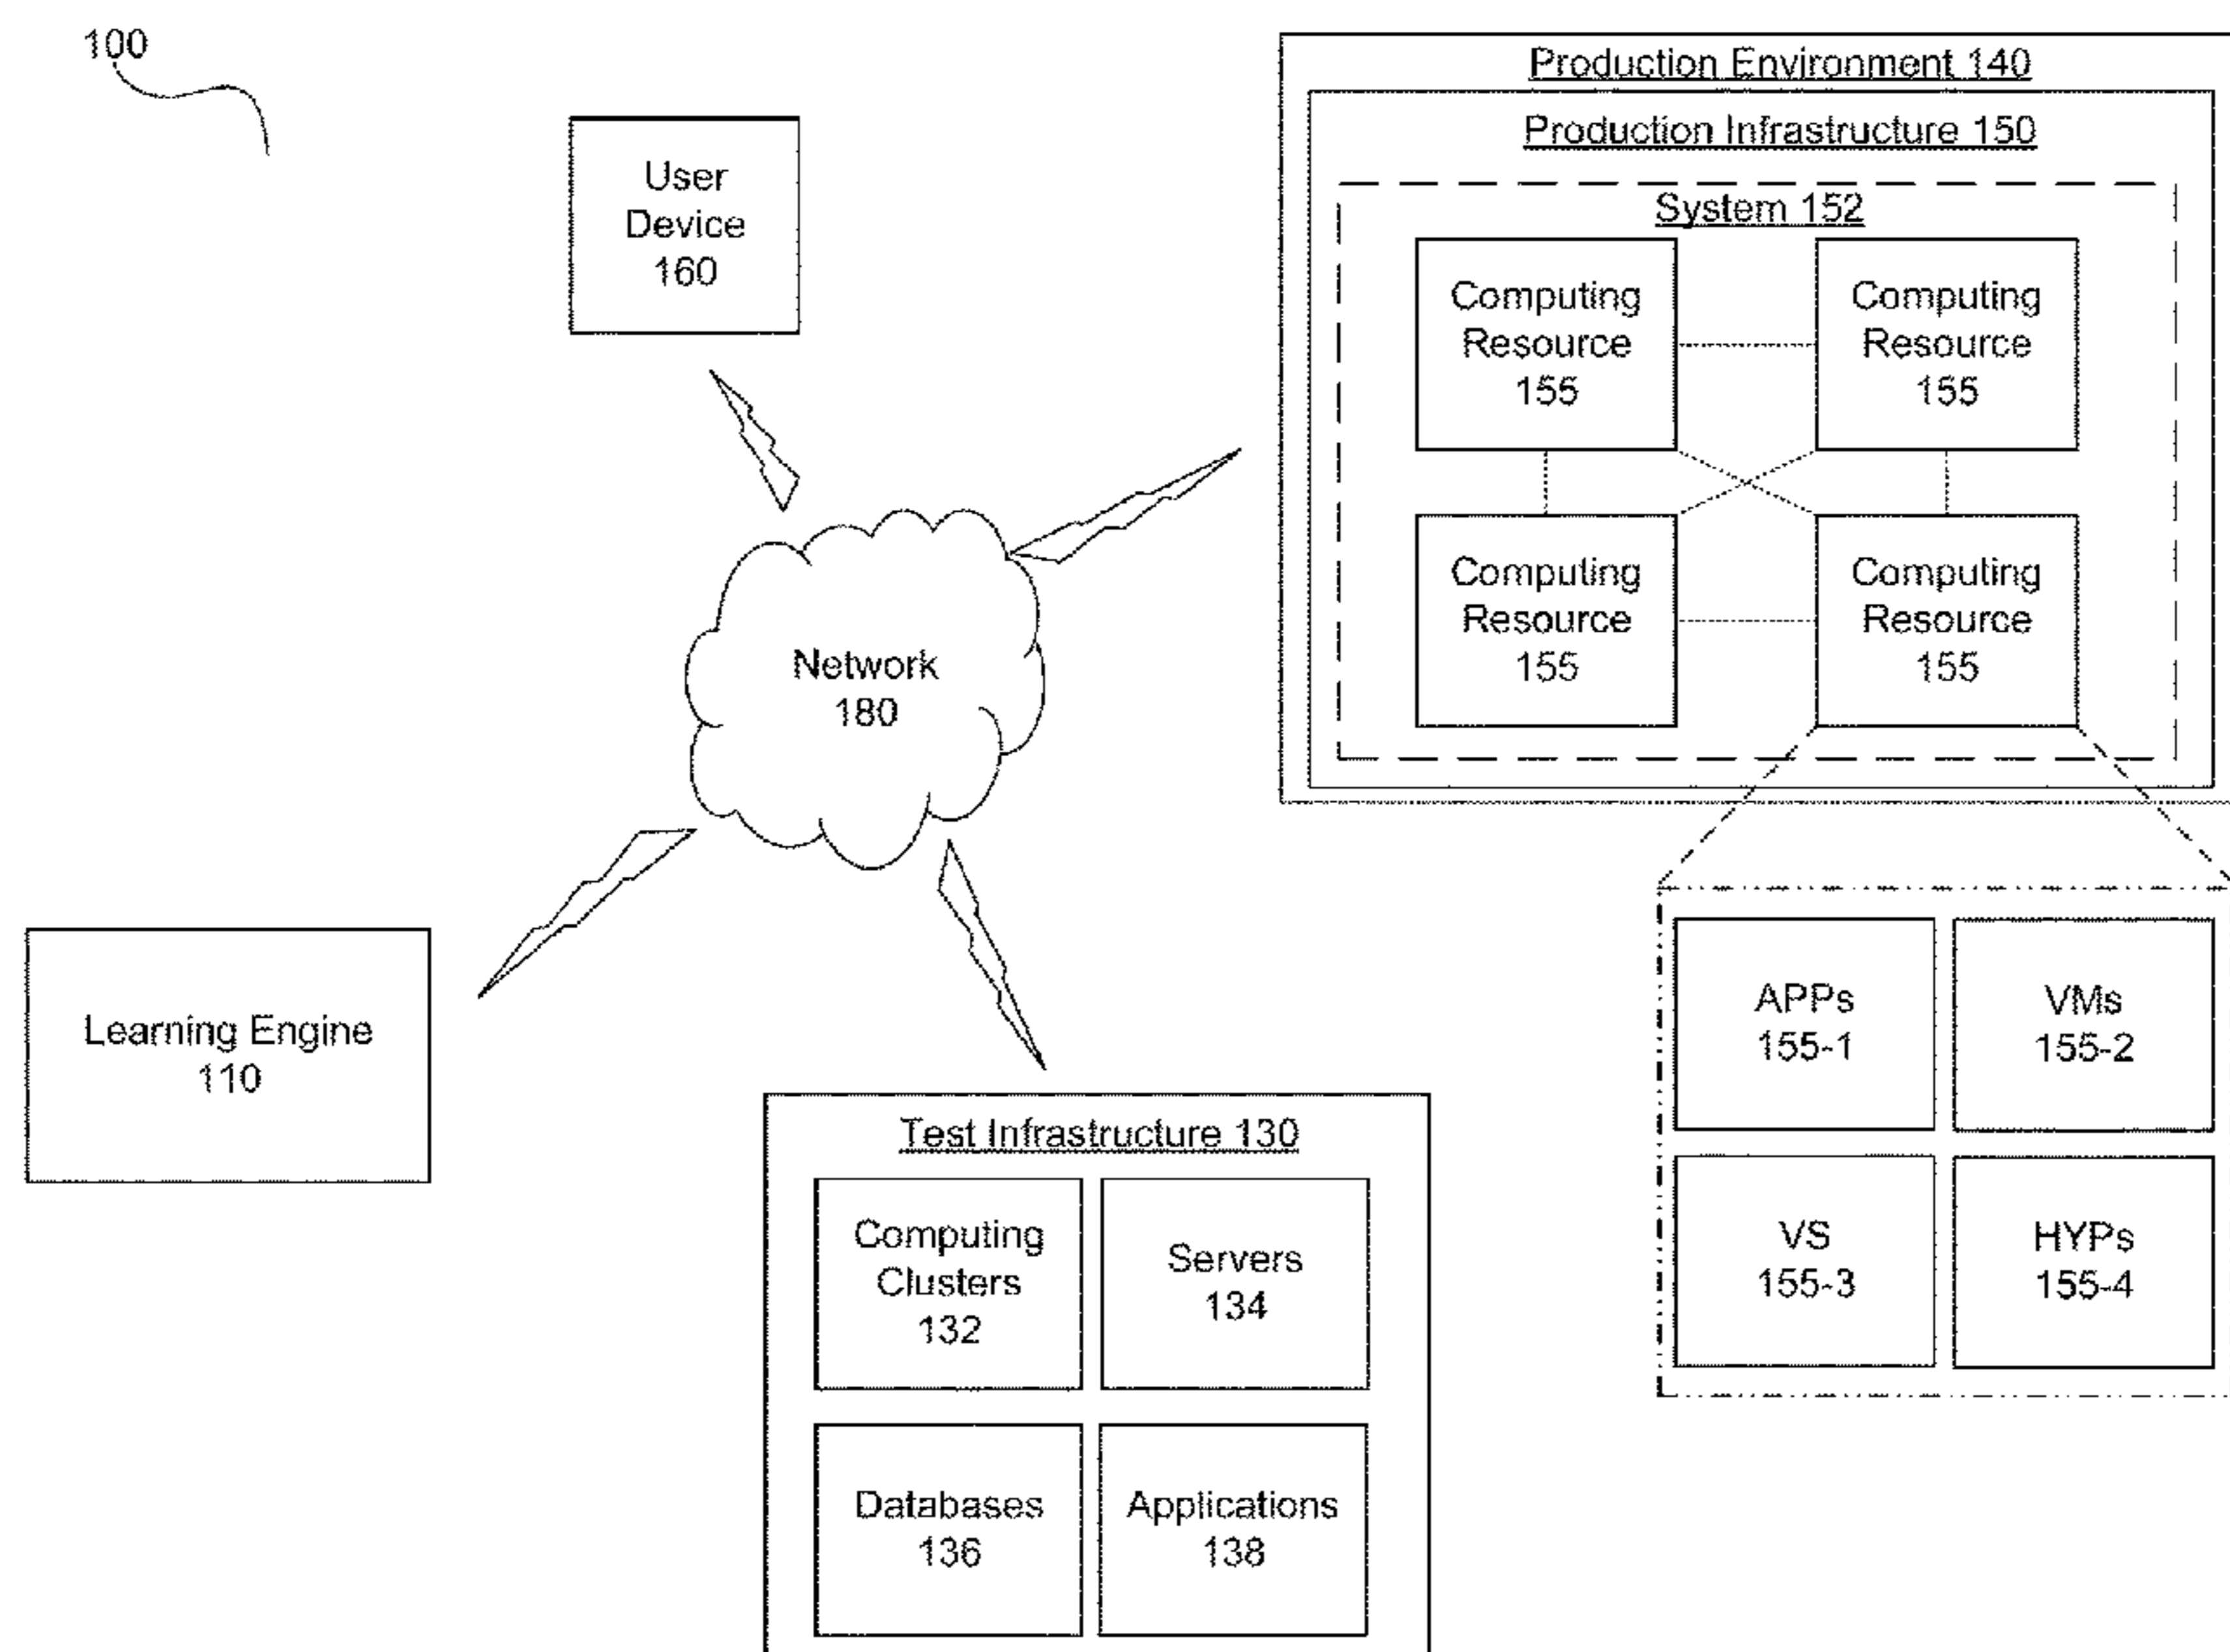 100
Production Environment 140
Production Infrastructure 150
System 152
User
Device
160
Computing
Resource
155
Computing
Resource
155
Computing
Resource
155
Computing
Resource
155
Network
180
Learning Engine
110
APPs
155-1
VMs
155-2
VS
155-3
HYPs
155-4
Test Infrastructure 130
Computing
Clusters
132
Servers
134
Databases
136
Applications
138